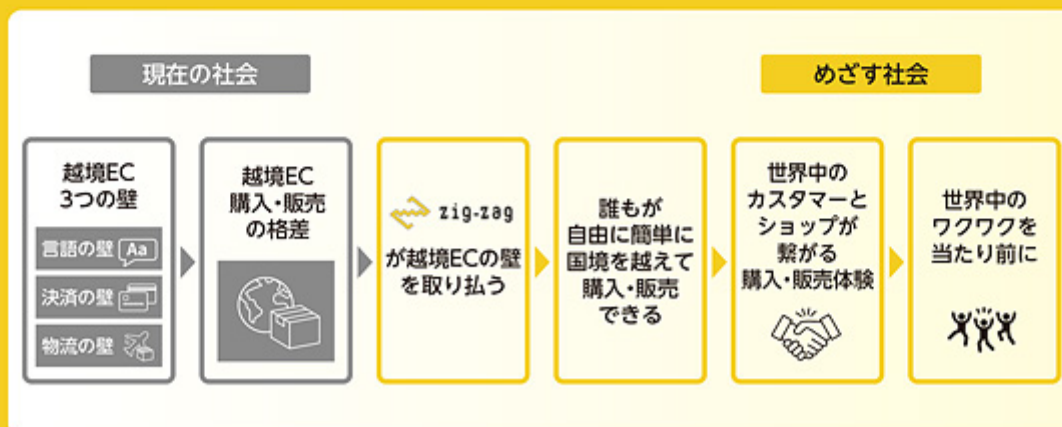 現在の社会
めざす社会
越境EC
3つの壁
言語の壁 Aa
決済の壁
物流の壁
越境EC
購入・販売
の格差
zig-zag
が越境ECの壁
を取り払う
誰もが
自由に簡単に
国境を越えて
購入・販売
できる
世界中の
カスタマーと
ショップが
繋がる
購入・販売体験
世界中の
ワクワクを
当たり前に